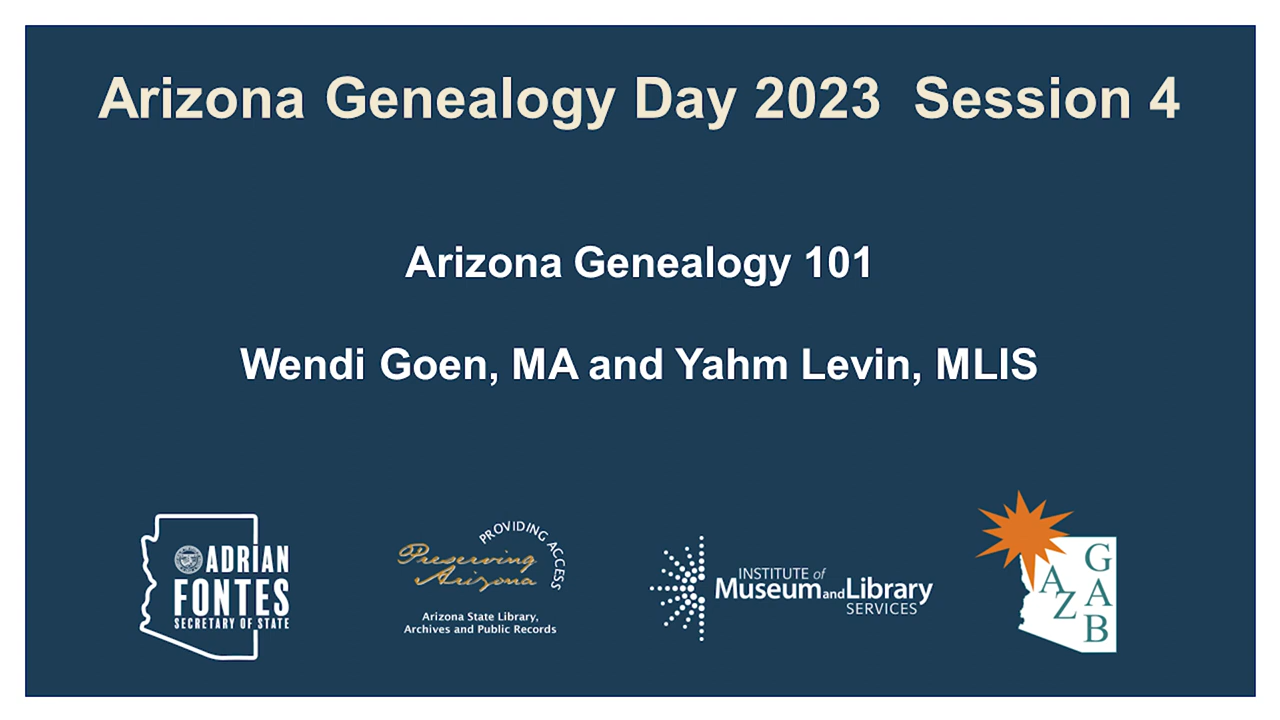 Arizona Genealogy Day 2023 Session 4
Arizona Genealogy 101
Wendi Goen, MA and Yahm Levin, MLIS
ADRIAN
FONTES
SECRETARY OF STATE
PROVIDING ACCESS
Preserving
Arizona
Arizona State Library,
Archives and Public Records
INSTITUTE of
Museum and Library
SERVICES
AZ
GAB